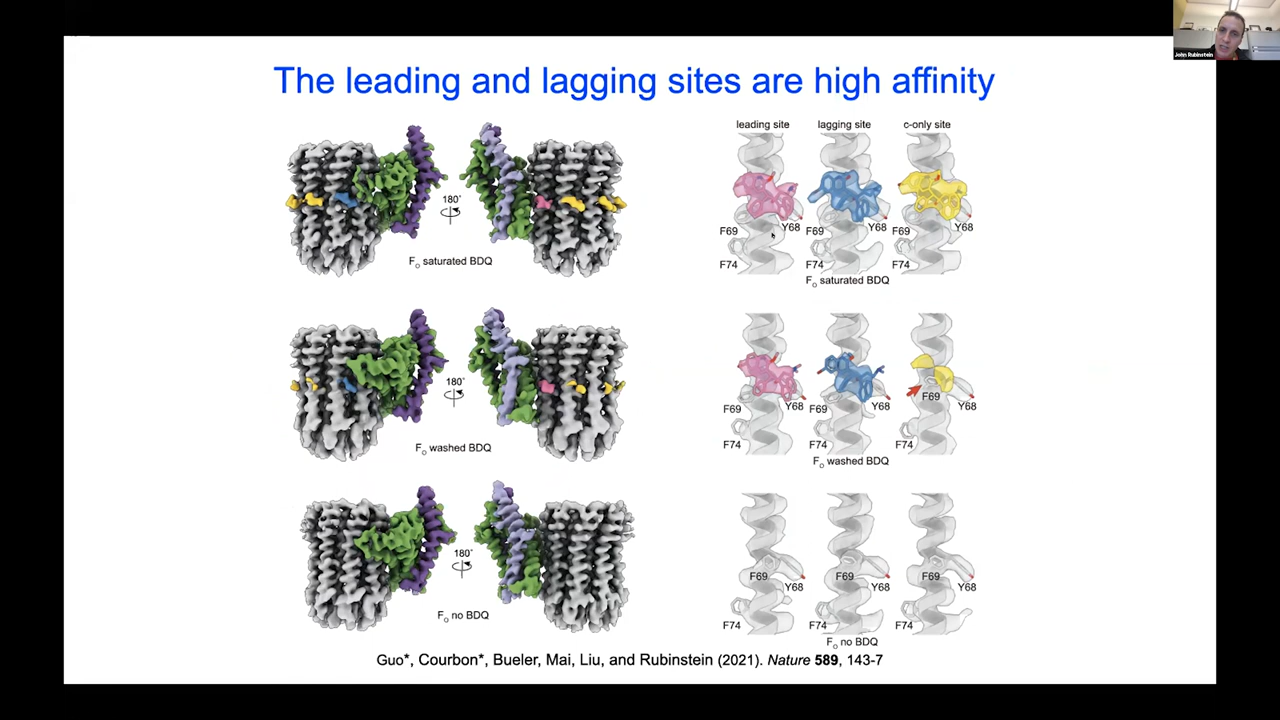 John Rubinstein
The leading and lagging sites are high affinity
180°
FO saturated BDQ
leading site lagging site c-only site
F69 Y68 F69 Y68 F69 Y68
F74 F74 F74
FO saturated BDQ
180°
FO washed BDQ
F69 Y68 F69 Y68 F69 Y68
F74 F74 F74
FO washed BDQ
180°
FO no BDQ
F69 Y68 F69 Y68 F69 Y68
F74 F74 F74
FO no BDQ
Guo*, Courbon*, Bueler, Mai, Liu, and Rubinstein (2021). Nature 589, 143-7